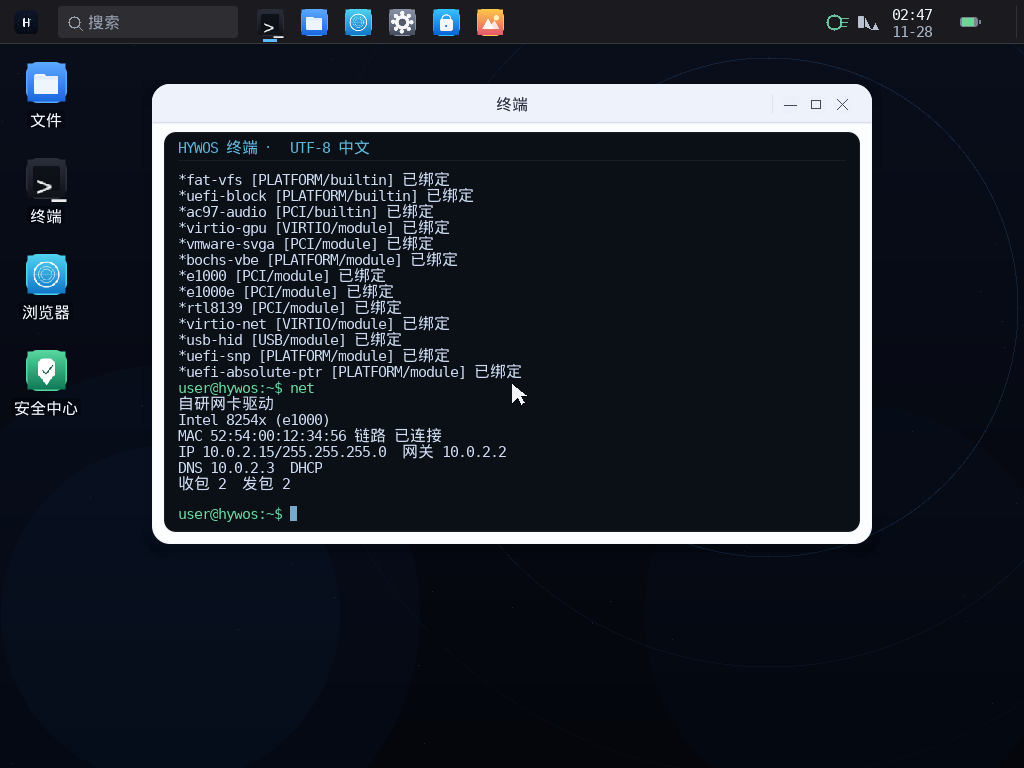 H
搜索
02:47
11-28
文件
终端
浏览器
安全中心
终端
HYWOS 终端 · UTF-8 中文
*fat-vfs [PLATFORM/builtin] 已绑定
*uefi-block [PLATFORM/builtin] 已绑定
*ac97-audio [PCI/builtin] 已绑定
*virtio-gpu [VIRTIO/module] 已绑定
*vmware-svga [PCI/module] 已绑定
*bochs-vbe [PLATFORM/module] 已绑定
*e1000 [PCI/module] 已绑定
*e1000e [PCI/module] 已绑定
*rtl8139 [PCI/module] 已绑定
*virtio-net [VIRTIO/module] 已绑定
*usb-hid [USB/module] 已绑定
*uefi-snp [PLATFORM/module] 已绑定
*uefi-absolute-ptr [PLATFORM/module] 已绑定
user@hywos:~$ net
自研网卡驱动
Intel 8254x (e1000)
MAC 52:54:00:12:34:56 链路 已连接
IP 10.0.2.15/255.255.255.0 网关 10.0.2.2
DNS 10.0.2.3 DHCP
收包 2 发包 2
user@hywos:~$